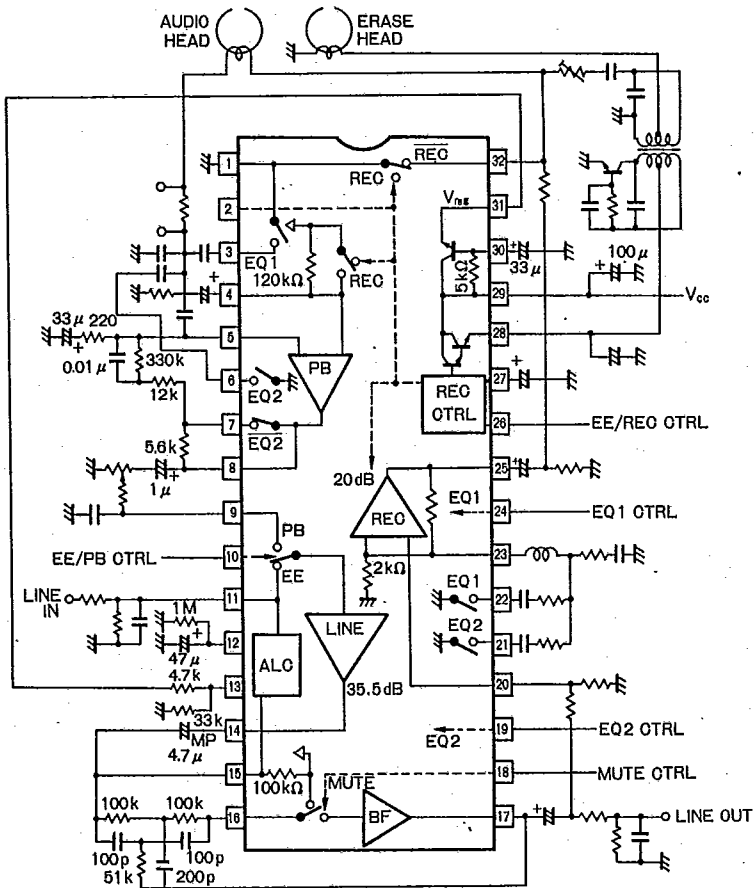 AUDIO HEAD
ERASE HEAD
1
REC
REC
32
2
Vreg
31
3
EQ1
120kΩ
REC
5kΩ
30
+
33μ
100μ
+
4
+
29
Vcc
33μ
220
+
5
28
0.01μ
330k
6
EQ2
PB
REC CTRL
27
+
12k
7
EQ2
26
EE/REC CTRL
5.6k
8
1μ
+
20dB
25
+
9
PB
REC
EQ1
24
EQ1 CTRL
EE/PB CTRL
10
EE
2kΩ
23
LINE IN
11
EQ1
22
1M
+
12
47μ
ALC
LINE
EQ2
21
4.7k
13
35.5dB
20
33k
MP
4.7μ
14
EQ2
19
EQ2 CTRL
15
100kΩ
MUTE
18
MUTE CTRL
100k
100k
16
BF
17
+
LINE OUT
100p
51k
200p
100p